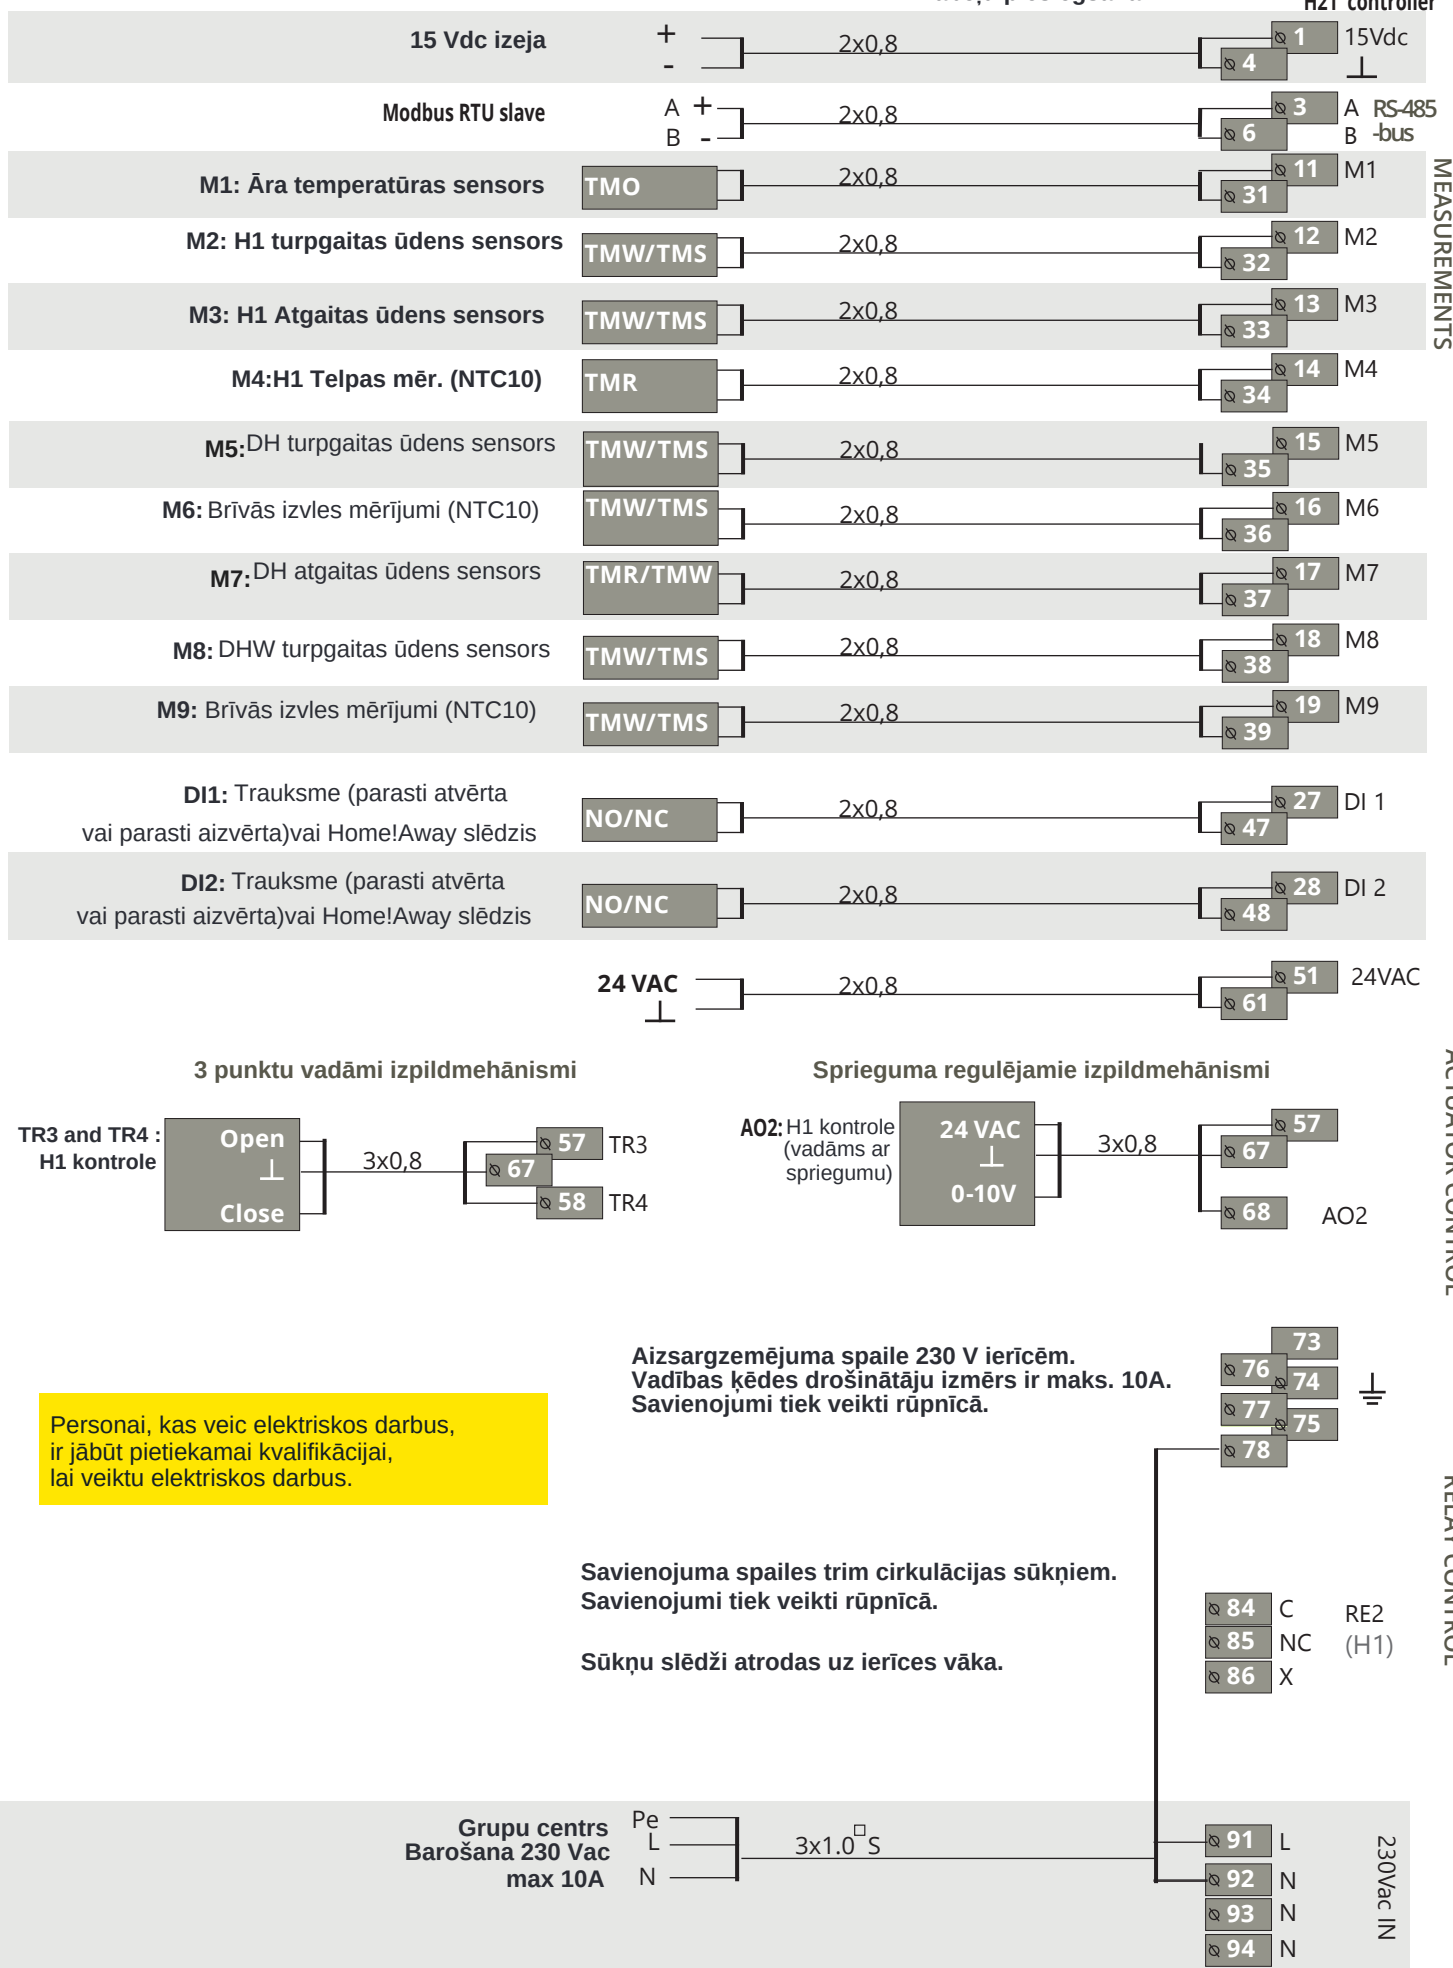 H21 controller
15 Vdc izeja + 2x0,8 1 15Vdc
- 4
Modbus RTU slave A + 2x0,8 3 A RS-485
B - 6 B -bus
MEASUREMENTS
M1: Āra temperatūras sensors TMO 2x0,8 11 M1
31
M2: H1 turpgaitas ūdens sensors TMW/TMS 2x0,8 12 M2
32
M3: H1 Atgaitas ūdens sensors TMW/TMS 2x0,8 13 M3
33
M4:H1 Telpas mēr. (NTC10) TMR 2x0,8 14 M4
34
M5: DH turpgaitas ūdens sensors TMW/TMS 2x0,8 15 M5
35
M6: Brīvās izvles mērījumi (NTC10) TMW/TMS 2x0,8 16 M6
36
M7: DH atgaitas ūdens sensors TMR/TMW 2x0,8 17 M7
37
M8: DHW turpgaitas ūdens sensors TMW/TMS 2x0,8 18 M8
38
M9: Brīvās izvles mērījumi (NTC10) TMW/TMS 2x0,8 19 M9
39
DI1: Trauksme (parasti atvērta
vai parasti aizvērta)vai Home!Away slēdzis NO/NC 2x0,8 27 DI 1
47
DI2: Trauksme (parasti atvērta
vai parasti aizvērta)vai Home!Away slēdzis NO/NC 2x0,8 28 DI 2
48
24 VAC 2x0,8 51 24VAC
61
ACTUATOR CONTROL
3 punktu vadāmi izpildmehānismi
TR3 and TR4 :
H1 kontrole
Open
Close
3x0,8
57 TR3
67
58 TR4
Sprieguma regulējamie izpildmehānismi
AO2: H1 kontrole
(vadāms ar
spriegumu)
24 VAC
0-10V
3x0,8
57
67
68 AO2
Aizsargzemējuma spaile 230 V ierīcēm.
Vadības ķēdes drošinātāju izmērs ir maks. 10A.
Savienojumi tiek veikti rūpnīcā.
73
76
74
77
75
78
Personai, kas veic elektriskos darbus,
ir jābūt pietiekamai kvalifikācijai,
lai veiktu elektriskos darbus.
RELAY CONTROL
Savienojuma spailes trim cirkulācijas sūkņiem.
Savienojumi tiek veikti rūpnīcā.
Sūkņu slēdži atrodas uz ierīces vāka.
84 C RE2
85 NC (H1)
86 X
Grupu centrs
Barošana 230 Vac
max 10A
Pe
L
N
3x1.0□S
91 L
92 N
93 N
94 N
230Vac IN